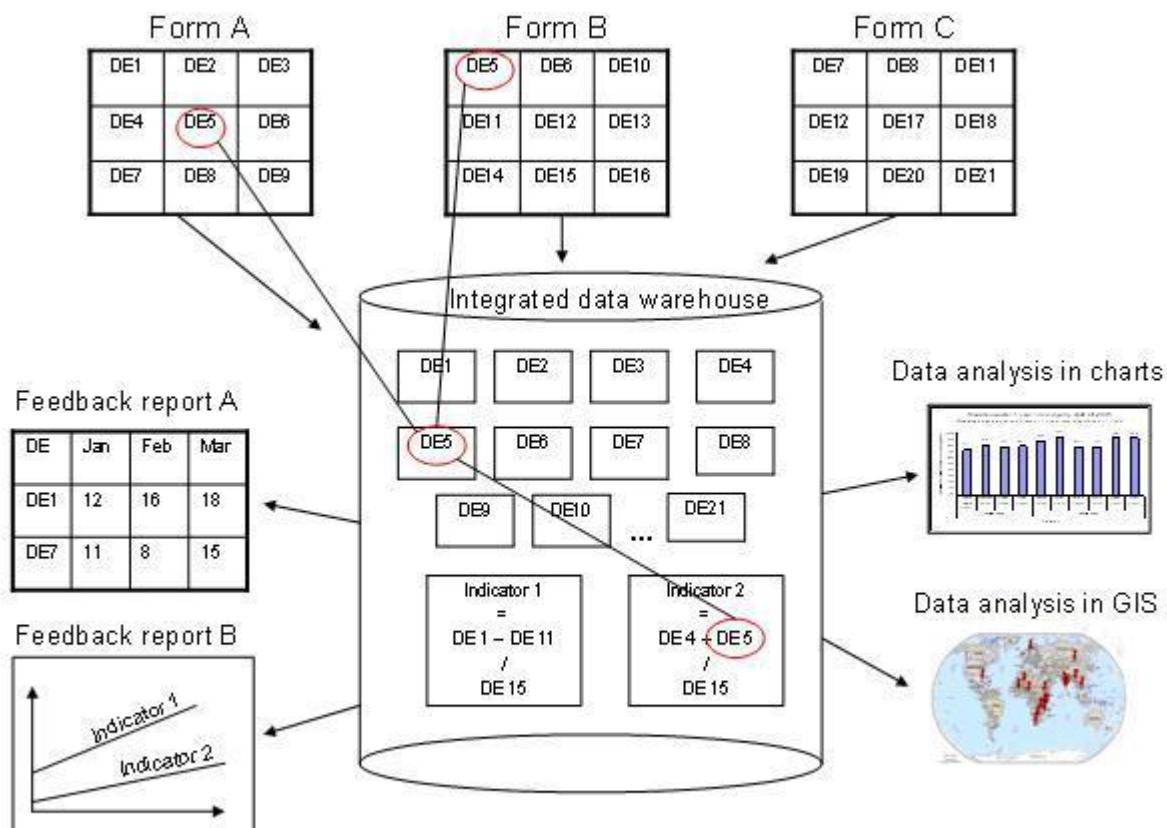 Form A
DE1 DE2 DE3
DE4 DE5 DE6
DE7 DE8 DE9
Form B
DE5 DE6 DE10
DE11 DE12 DE13
DE14 DE15 DE16
Form C
DE7 DE8 DE11
DE12 DE17 DE18
DE19 DE20 DE21
Integrated data warehouse
DE1 DE2 DE3 DE4
DE5 DE6 DE7 DE8
DE9 DE10 ... DE21
Indicator 1
=
DE 1 – DE 11
/
DE 15
Indicator 2
=
DE 4 + DE 5
/
DE 15
Feedback report A
DE Jan Feb Mar
DE1 12 16 18
DE7 11 8 15
Feedback report B
Indicator 1
Indicator 2
Data analysis in charts
Data analysis in GIS